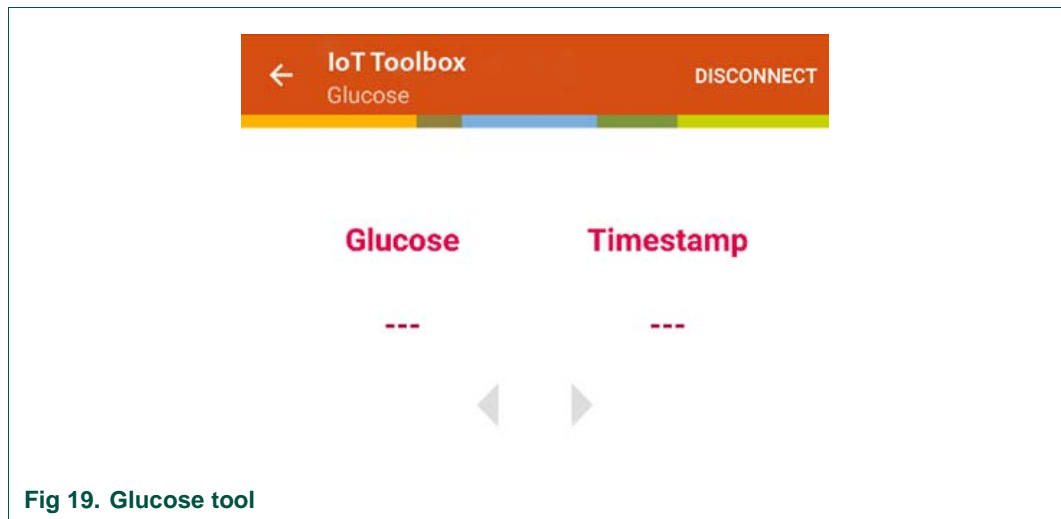 IoT Toolbox
Glucose
DISCONNECT
Glucose Timestamp
--- ---
Fig 19. Glucose tool